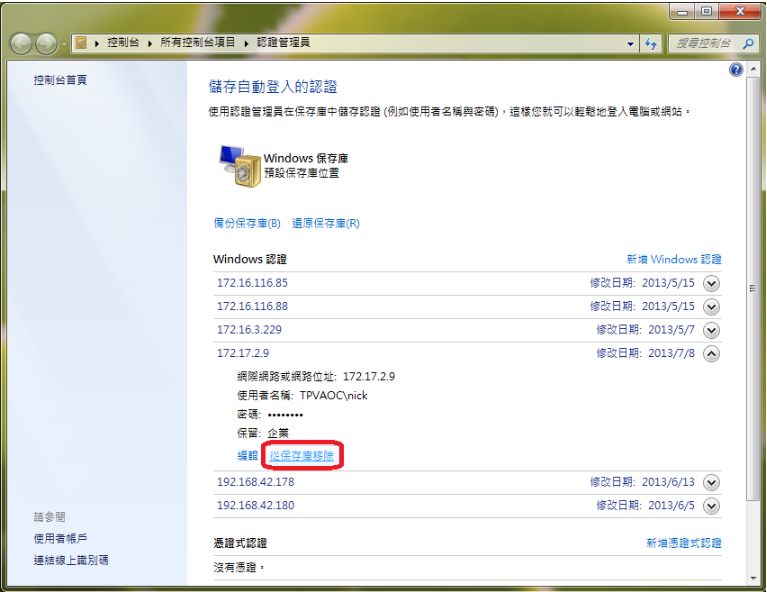 控制台 ▸ 所有控制台項目 ▸ 認證管理員
搜尋控制台
控制台首頁
儲存自動登入的認證
使用認證管理員在保存庫中儲存認證 (例如使用者名稱與密碼)，這樣您就可以輕鬆地登入電腦或網站。
Windows 保存庫
預設保存庫位置
備份保存庫(B) 還原保存庫(R)
Windows 認證 新增 Windows 認證
172.16.116.85 修改日期: 2013/5/15
172.16.116.88 修改日期: 2013/5/15
172.16.3.229 修改日期: 2013/5/7
172.17.2.9 修改日期: 2013/7/8
網際網路或網路位址: 172.17.2.9
使用者名稱: TPVAOC\nick
密碼: ••••••••
保留: 企業
編輯 從保存庫移除
192.168.42.178 修改日期: 2013/6/13
192.168.42.180 修改日期: 2013/6/5
憑證式認證 新增憑證式認證
沒有憑證。
請參閱
使用者帳戶
連結線上識別碼